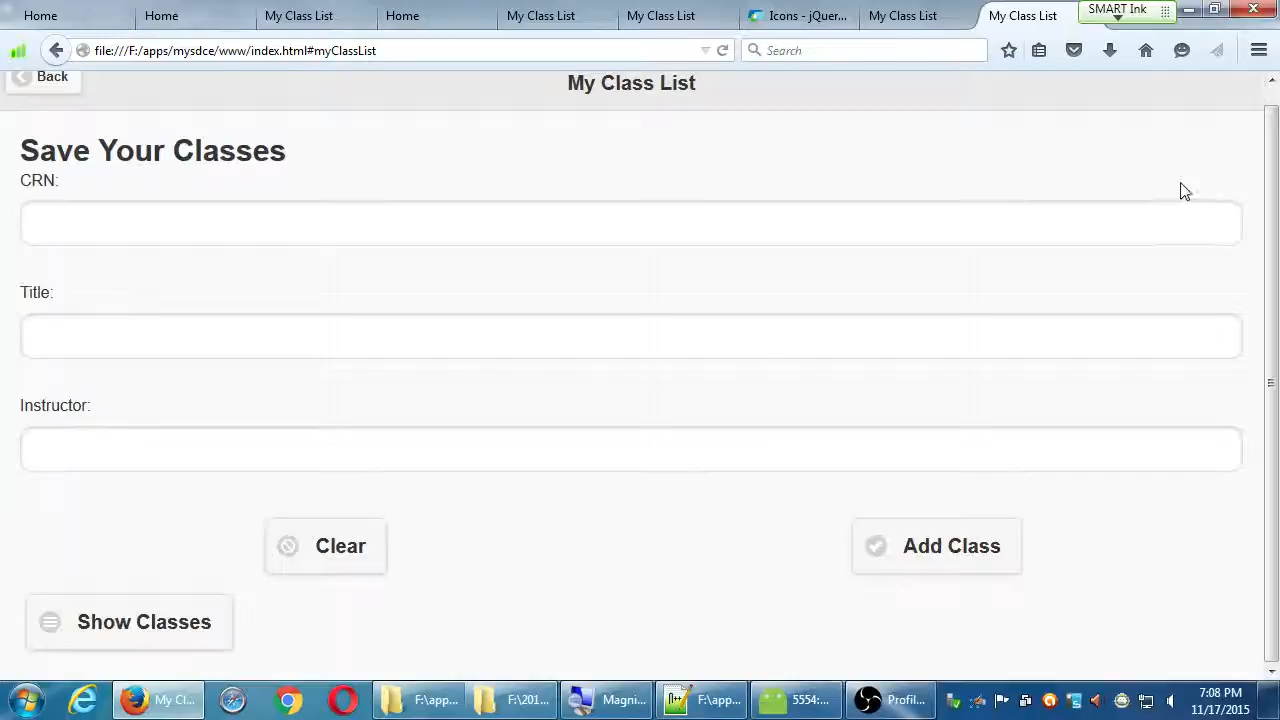 Home
Home
My Class List
Home
My Class List
My Class List
Icons - jQuer...
My Class List
My Class List
SMART Ink
file:///F:/apps/mysdce/www/index.html#myClassList
Search
Back
My Class List
Save Your Classes
CRN:
Title:
Instructor:
Clear
Add Class
Show Classes
My Cl...
F:\app...
F:\201...
Magni...
F:\app...
5554:...
Profil...
7:08 PM
11/17/2015